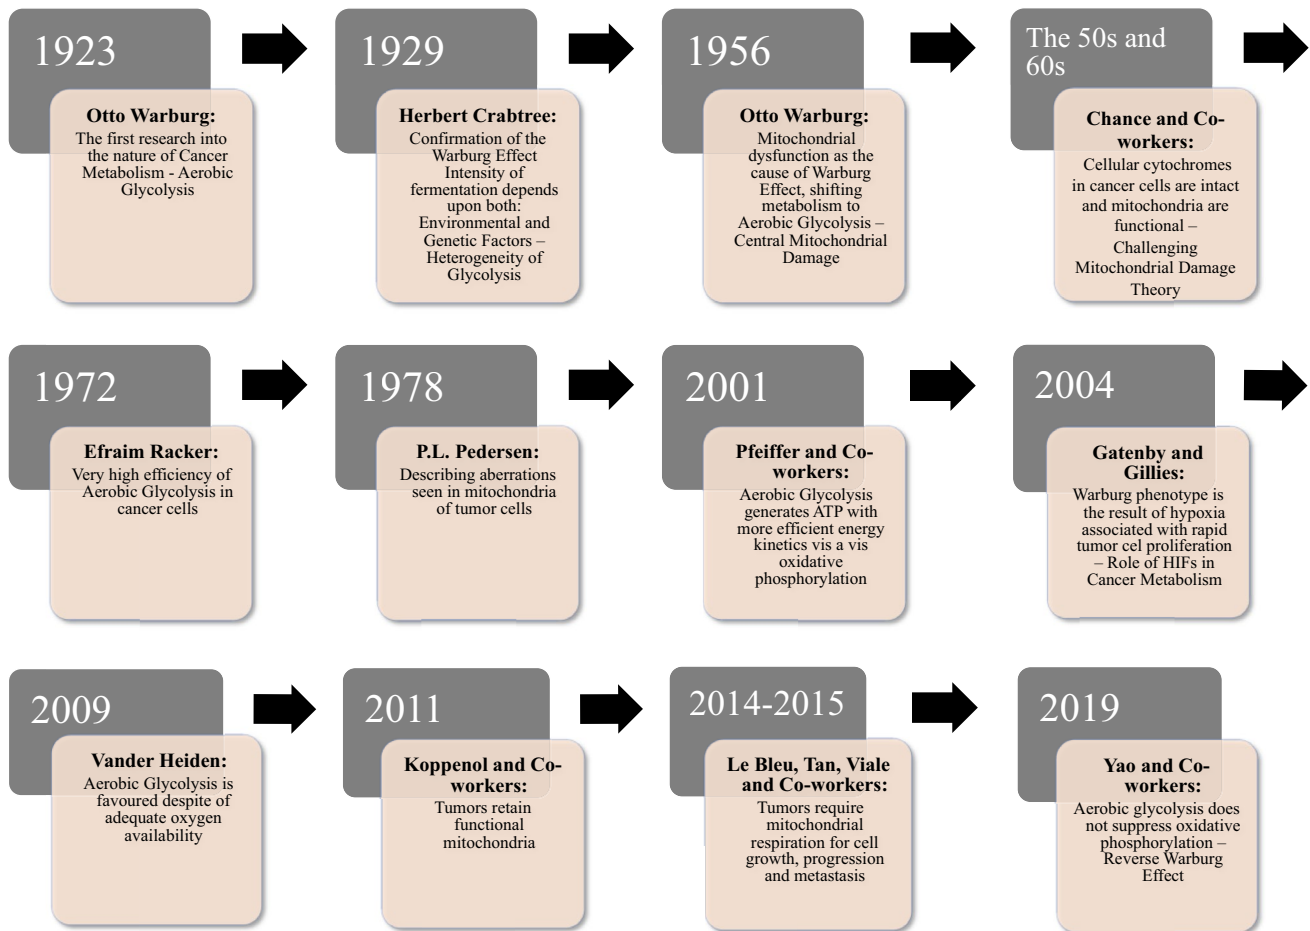 1923
Otto Warburg:
The first research into
the nature of Cancer
Metabolism - Aerobic
Glycolysis
1929
Herbert Crabtree:
Confirmation of the
Warburg Effect
Intensity of
fermentation depends
upon both:
Environmental and
Genetic Factors –
Heterogeneity of
Glycolysis
1956
Otto Warburg:
Mitochondrial
dysfunction as the
cause of Warburg
Effect, shifting
metabolism to
Aerobic Glycolysis –
Central Mitochondrial
Damage
The 50s and
60s
Chance and Co-
workers:
Cellular cytochromes
in cancer cells are intact
and mitochondria are
functional –
Challenging
Mitochondrial Damage
Theory
1972
Efraim Racker:
Very high efficiency of
Aerobic Glycolysis in
cancer cells
1978
P.L. Pedersen:
Describing aberrations
seen in mitochondria
of tumor cells
2001
Pfeiffer and Co-
workers:
Aerobic Glycolysis
generates ATP with
more efficient energy
kinetics vis a vis
oxidative
phosphorylation
2004
Gatenby and
Gillies:
Warburg phenotype is
the result of hypoxia
associated with rapid
tumor cel proliferation
– Role of HIFs in
Cancer Metabolism
2009
Vander Heiden:
Aerobic Glycolysis is
favoured despite of
adequate oxygen
availability
2011
Koppenol and Co-
workers:
Tumors retain
functional
mitochondria
2014-2015
Le Bleu, Tan, Viale
and Co-workers:
Tumors require
mitochondrial
respiration for cell
growth, progression
and metastasis
2019
Yao and Co-
workers:
Aerobic glycolysis does
not suppress oxidative
phosphorylation –
Reverse Warburg
Effect